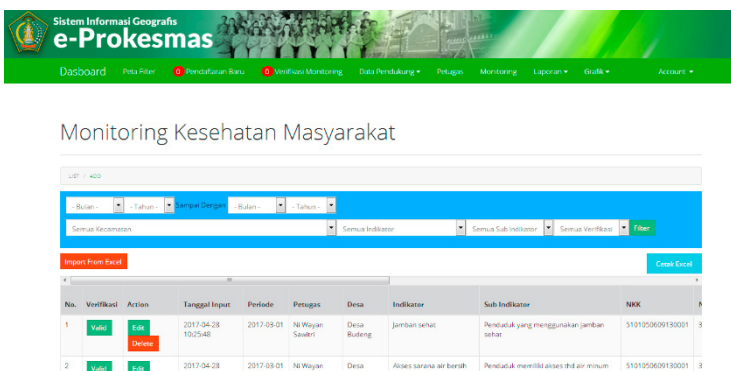 Sistem Informasi Geografis
e-Prokesmas
Dasboard Peta Filter 0 Pendaftaran Baru 0 Verifikasi Monitoring Data Pendukung Petugas Monitoring Laporan Grafik Account
Monitoring Kesehatan Masyarakat
LIST / ADD
- Bulan - - Tahun - Sampai Dengan - Bulan - - Tahun -
Semua Kecamatan Semua Indikator Semua Sub Indikator Semua Verifikasi Filter
Import From Excel Cetak Excel
No. Verifikasi Action Tanggal Input Periode Petugas Desa Indikator Sub Indikator NKK N
1 Valid Edit 2017-04-28 2017-03-01 Ni Wayan Desa Jamban sehat Penduduk yang menggunakan jamban 5101050609130001 3
Delete 10:25:48 Savitri Budeng sehat
2 Valid Edit 2017-04-28 2017-03-01 Ni Wayan Desa Akses sarana air bersih Penduduk memiliki akses thd air minum 5101050609130001 3